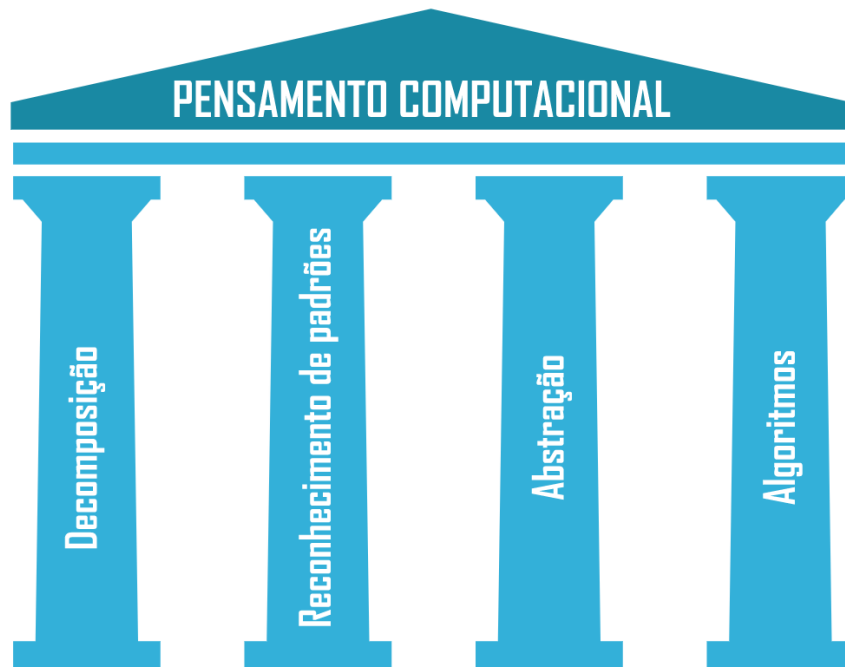 PENSAMENTO COMPUTACIONAL
Decomposição
Reconhecimento de padrões
Abstração
Algoritmos